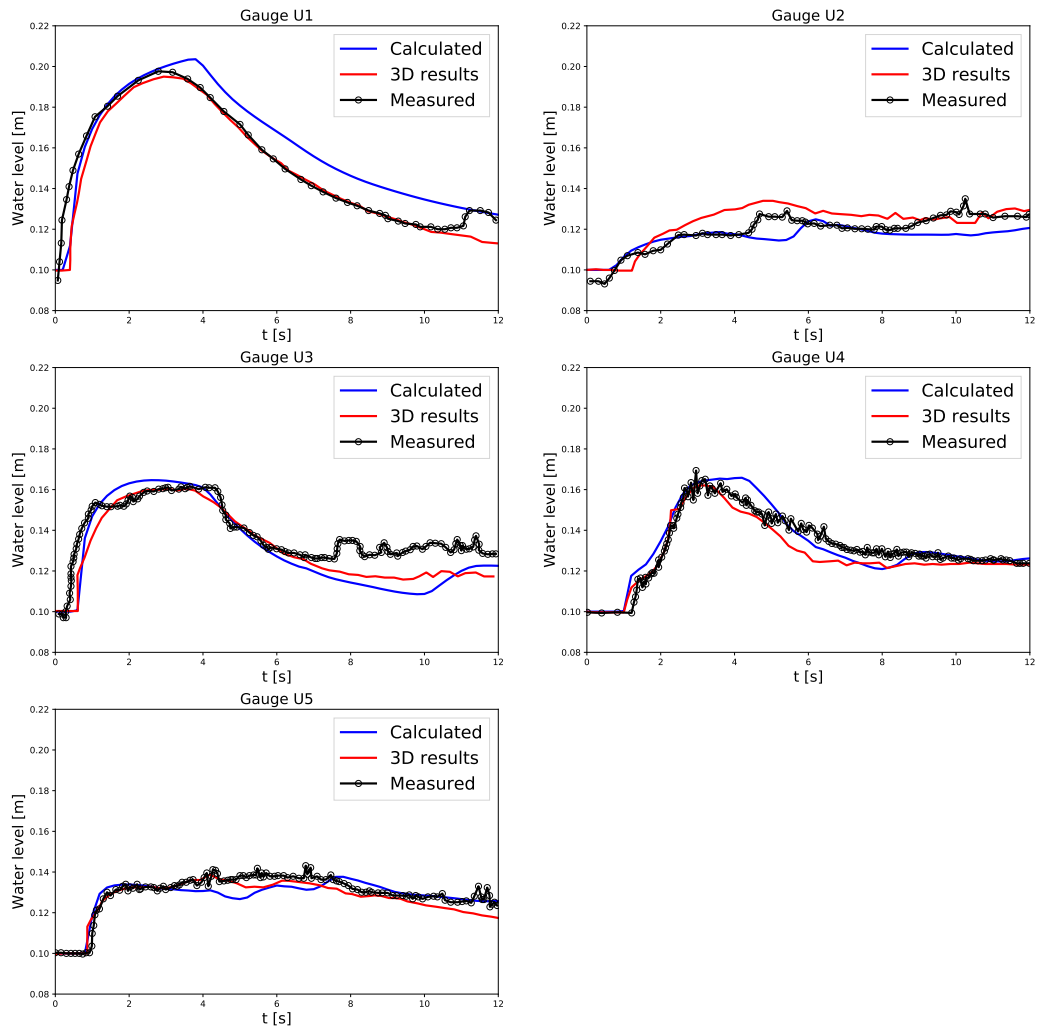 Gauge U1
Water level [m]
0.22
0.20
0.18
0.16
0.14
0.12
0.10
0.08
Calculated
3D results
Measured
0 2 4 6 8 10 12
t [s]
Gauge U2
Water level [m]
0.22
0.20
0.18
0.16
0.14
0.12
0.10
0.08
Calculated
3D results
Measured
0 2 4 6 8 10 12
t [s]
Gauge U3
Water level [m]
0.22
0.20
0.18
0.16
0.14
0.12
0.10
0.08
Calculated
3D results
Measured
0 2 4 6 8 10 12
t [s]
Gauge U4
Water level [m]
0.22
0.20
0.18
0.16
0.14
0.12
0.10
0.08
Calculated
3D results
Measured
0 2 4 6 8 10 12
t [s]
Gauge U5
Water level [m]
0.22
0.20
0.18
0.16
0.14
0.12
0.10
0.08
Calculated
3D results
Measured
0 2 4 6 8 10 12
t [s]